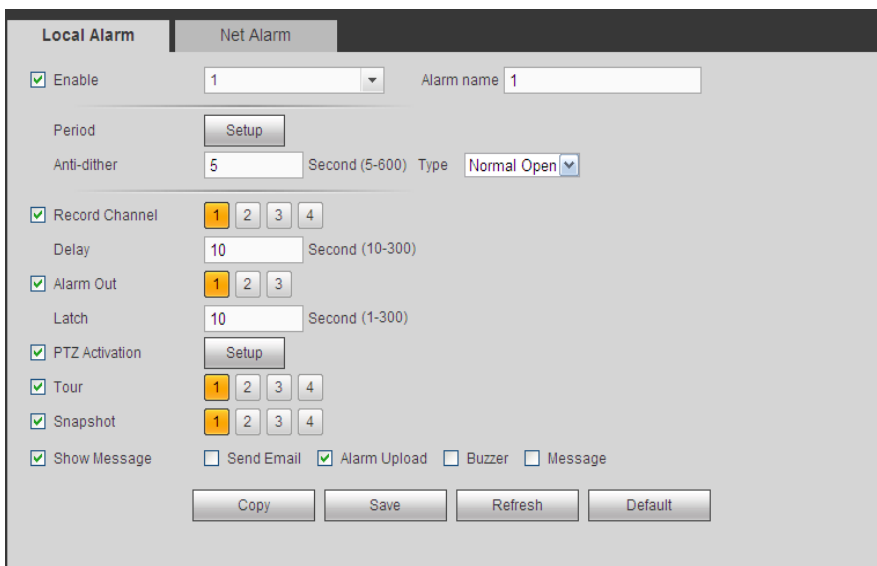 Local Alarm Net Alarm
Enable 1 Alarm name 1
Period Setup
Anti-dither 5 Second (5-600) Type Normal Open
Record Channel 1 2 3 4
Delay 10 Second (10-300)
Alarm Out 1 2 3
Latch 10 Second (1-300)
PTZ Activation Setup
Tour 1 2 3 4
Snapshot 1 2 3 4
Show Message Send Email Alarm Upload Buzzer Message
Copy Save Refresh Default